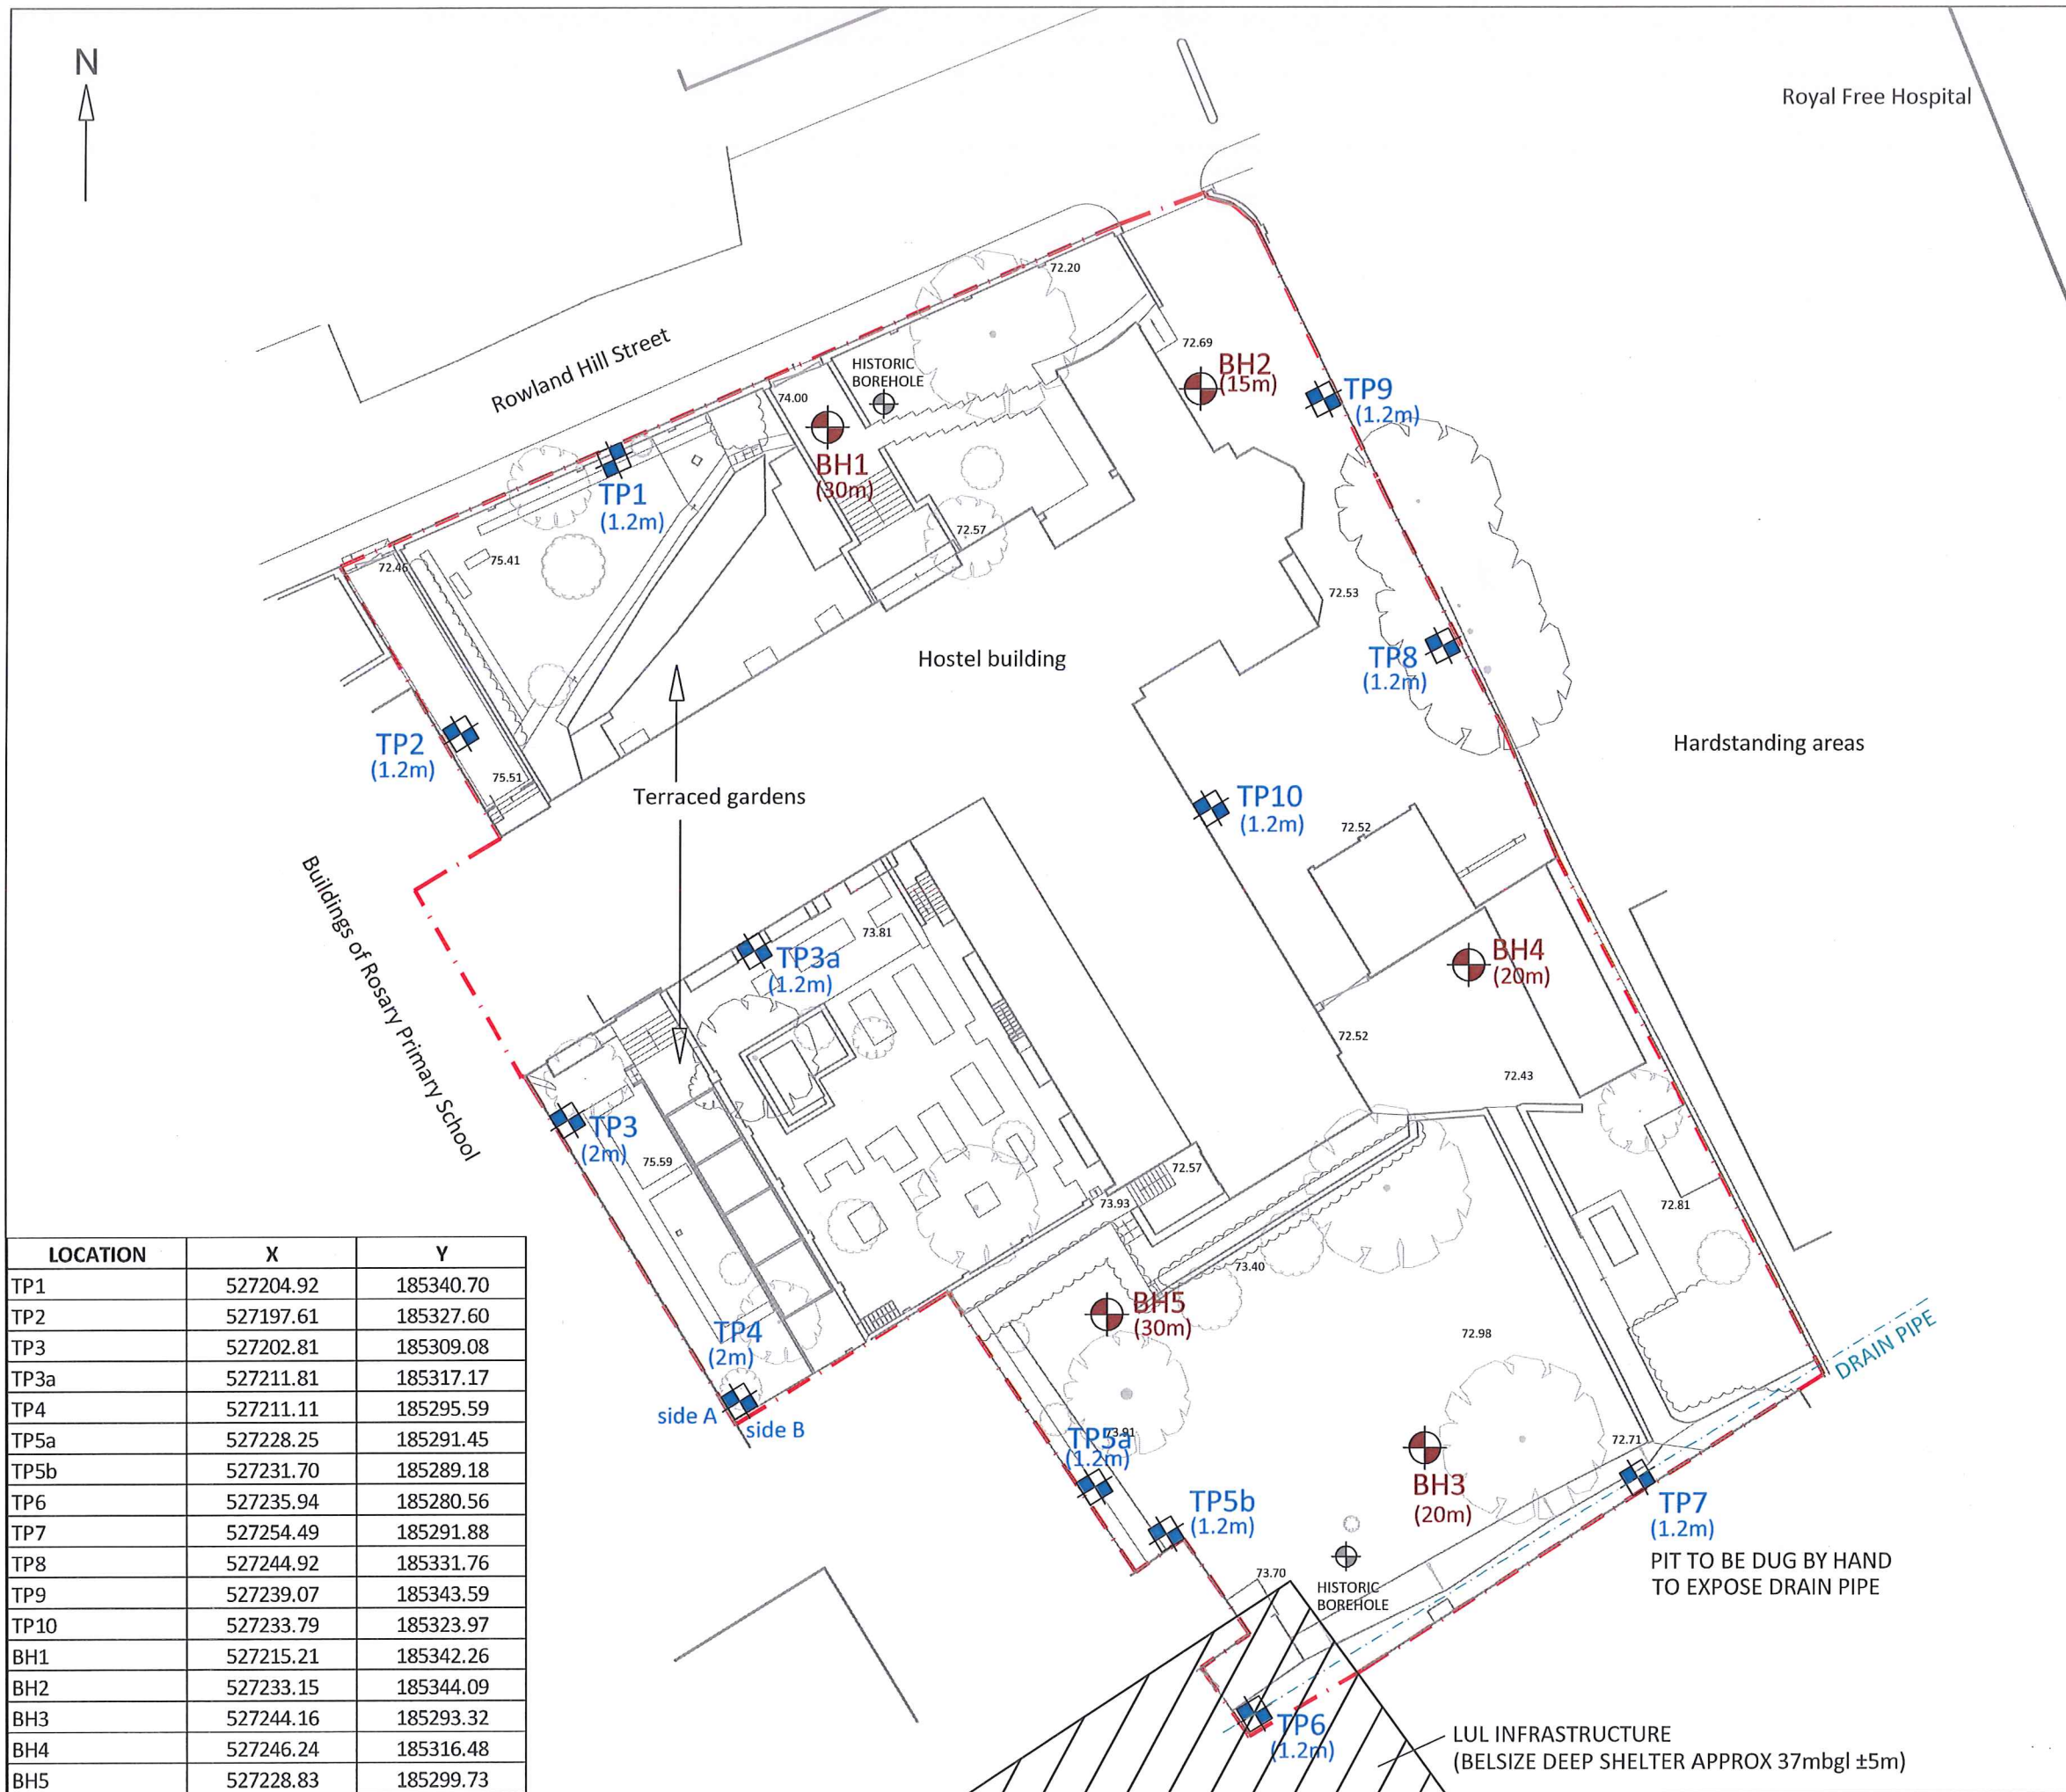 N
Royal Free Hospital
72.20
Rowland Hill Street
72.69
HISTORIC
BOREHOLE
74.00
BH2
(15m)
TP9
(1.2m)
BH1
(30m)
TP1
(1.2m)
72.57
75.41
72.46
72.53
Hostel building
TP8
(1.2m)
TP2
(1.2m)
Hardstanding areas
75.51
Terraced gardens
TP10
(1.2m)
72.52
Buildings of Rosary Primary School
73.81
TP3a
(1.2m)
BH4
(20m)
72.52
72.43
TP3
(2m)
75.59
72.57
73.93
72.81
73.40
BH5
(30m)
72.98
DRAIN PIPE
TP4
(2m)
side A
side B
73.91
TP5a
(1.2m)
72.71
BH3
(20m)
TP5b
(1.2m)
TP7
(1.2m)
PIT TO BE DUG BY HAND
TO EXPOSE DRAIN PIPE
73.70
HISTORIC
BOREHOLE
TP6
(1.2m)
LUL INFRASTRUCTURE
(BELSIZE DEEP SHELTER APPROX 37mbgl ±5m)
LOCATION X Y
TP1 527204.92 185340.70
TP2 527197.61 185327.60
TP3 527202.81 185309.08
TP3a 527211.81 185317.17
TP4 527211.11 185295.59
TP5a 527228.25 185291.45
TP5b 527231.70 185289.18
TP6 527235.94 185280.56
TP7 527254.49 185291.88
TP8 527244.92 185331.76
TP9 527239.07 185343.59
TP10 527233.79 185323.97
BH1 527215.21 185342.26
BH2 527233.15 185344.09
BH3 527244.16 185293.32
BH4 527246.24 185316.48
BH5 527228.83 185299.73